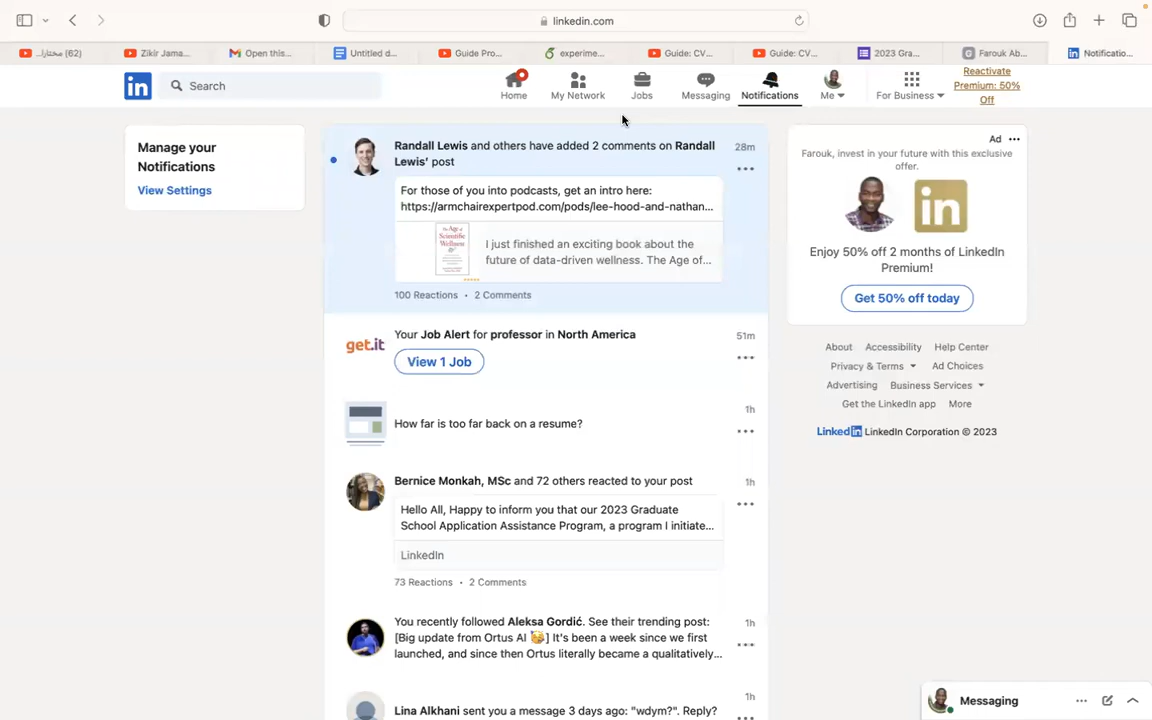 linkedin.com
(62) ...مختارا
Zikir Jama...
Open this...
Untitled d...
Guide Pro...
experime...
Guide: CV...
Guide: CV...
2023 Gra...
Farouk Ab...
Notificatio...
Search
Home
My Network
Jobs
Messaging
Notifications
Me
For Business
Reactivate
Premium: 50%
Off
Manage your
Notifications
View Settings
Randall Lewis and others have added 2 comments on Randall
Lewis’ post
28m
For those of you into podcasts, get an intro here:
https://armchairexpertpod.com/pods/lee-hood-and-nathan...
The Age of
Scientific
Wellness
I just finished an exciting book about the
future of data-driven wellness. The Age of...
100 Reactions • 2 Comments
get.it
Your Job Alert for professor in North America
51m
View 1 Job
How far is too far back on a resume?
1h
Bernice Monkah, MSc and 72 others reacted to your post
1h
Hello All, Happy to inform you that our 2023 Graduate
School Application Assistance Program, a program I initiate...
LinkedIn
73 Reactions • 2 Comments
You recently followed Aleksa Gordić. See their trending post:
[Big update from Ortus AI 🥳] It's been a week since we first
launched, and since then Ortus literally became a qualitatively...
1h
Lina Alkhani sent you a message 3 days ago: "wdym?". Reply?
1h
Ad
Farouk, invest in your future with this exclusive
offer.
in
Enjoy 50% off 2 months of LinkedIn
Premium!
Get 50% off today
About Accessibility Help Center
Privacy & Terms Ad Choices
Advertising Business Services
Get the LinkedIn app More
LinkedIn LinkedIn Corporation © 2023
Messaging